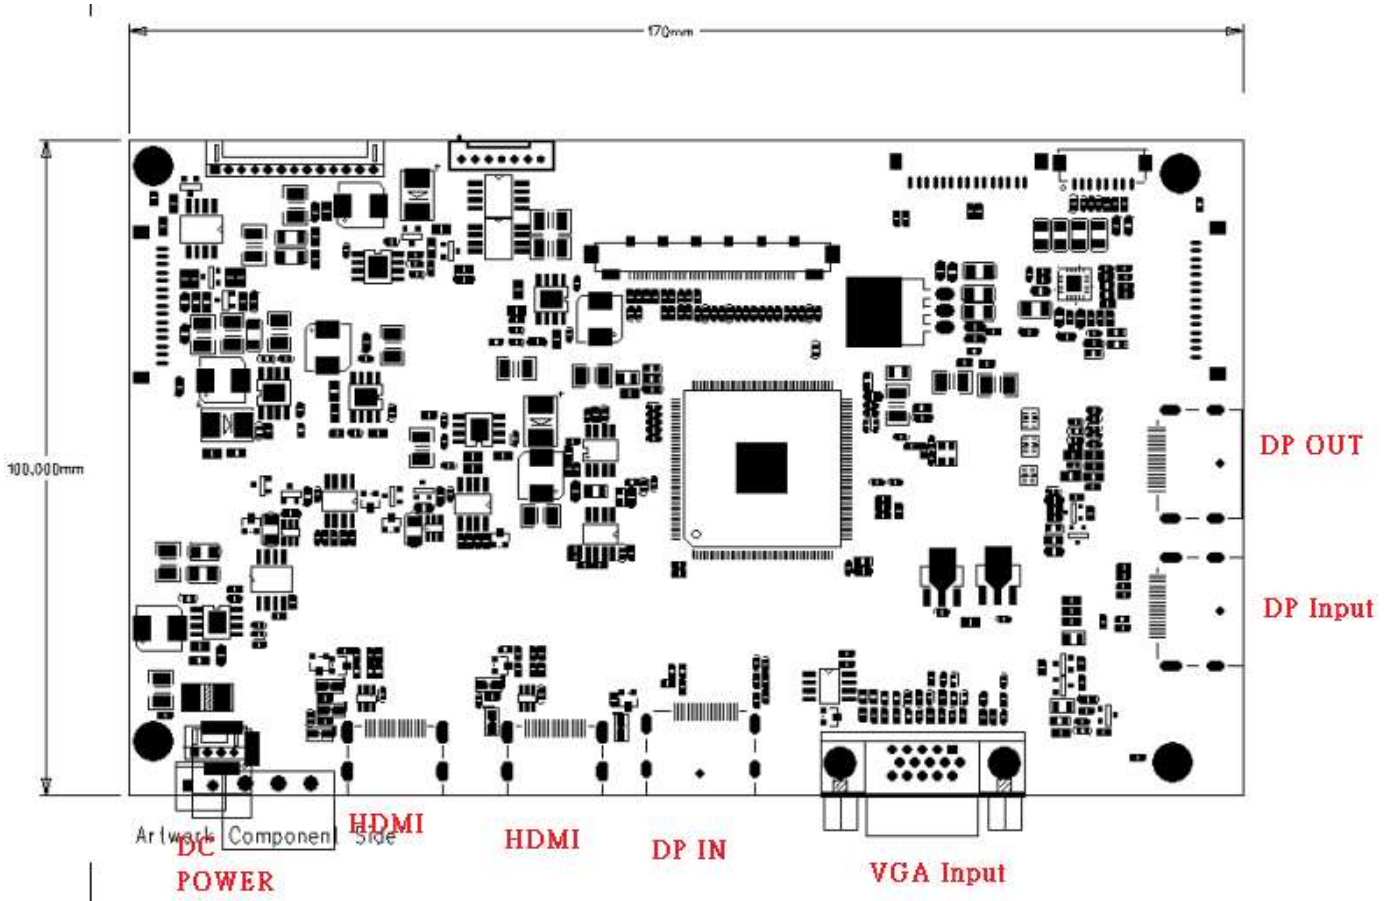 170mm
100.000mm
DP OUT
DP Input
Artwork Component Side
HDMI
HDMI
DP IN
VGA Input
DC
POWER